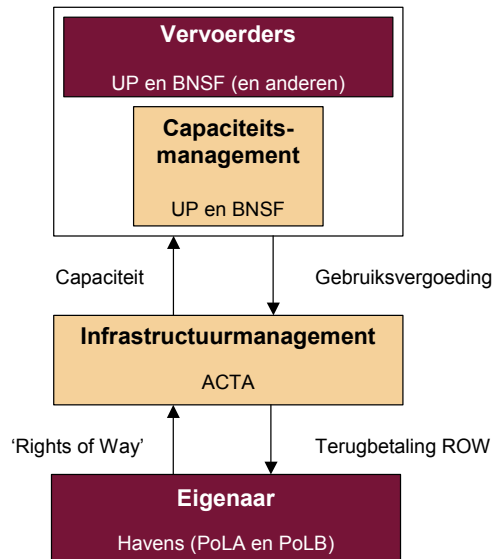 Vervoerders
UP en BNSF (en anderen)
Capaciteits-
management
UP en BNSF
Capaciteit
Gebruiksvergoeding
Infrastructuurmanagement
ACTA
‘Rights of Way’
Terugbetaling ROW
Eigenaar
Havens (PoLA en PoLB)